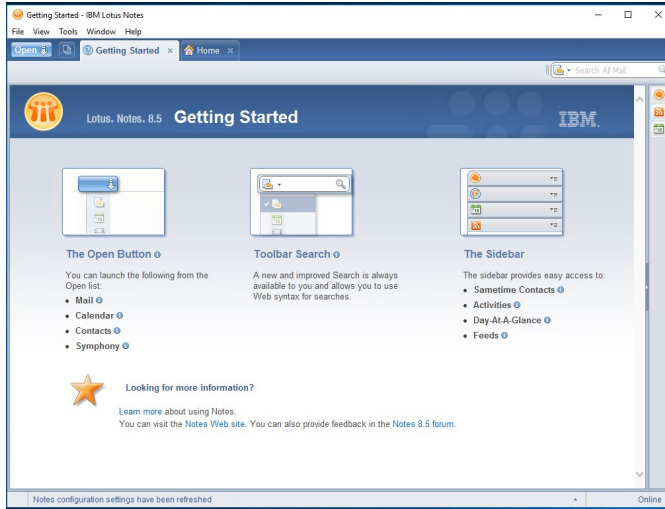 Getting Started - IBM Lotus Notes
File View Tools Window Help
Open
Getting Started × Home ×
Search All Mail
Lotus. Notes. 8.5 Getting Started
IBM.
The Open Button
You can launch the following from the
Open list:
• Mail
• Calendar
• Contacts
• Symphony
Toolbar Search
A new and improved Search is always
available to you and allows you to use
Web syntax for searches.
The Sidebar
The sidebar provides easy access to:
• Sametime Contacts
• Activities
• Day-At-A-Glance
• Feeds
Looking for more information?
Learn more about using Notes.
You can visit the Notes Web site. You can also provide feedback in the Notes 8.5 forum.
Notes configuration settings have been refreshed
Online